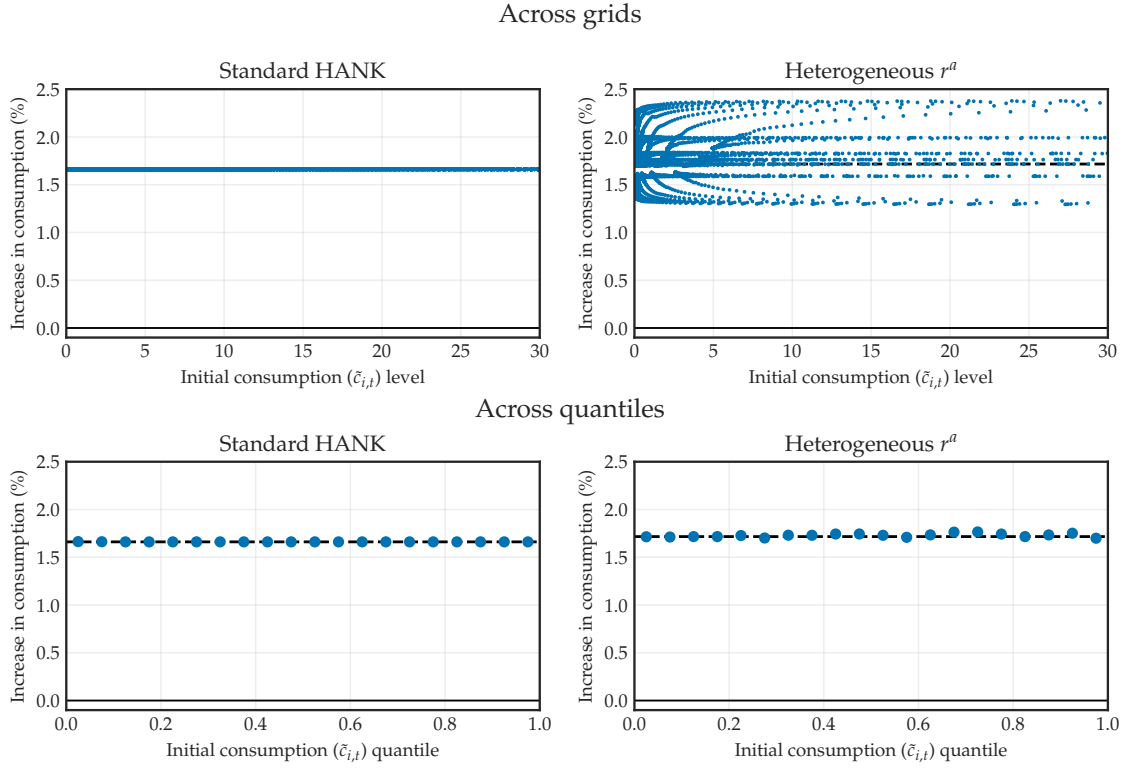 Across grids
Standard HANK
Increase in consumption (%)
2.5
2.0
1.5
1.0
0.5
0.0
0 5 10 15 20 25 30
Initial consumption (c̃i,t) level
Heterogeneous rᵃ
Increase in consumption (%)
2.5
2.0
1.5
1.0
0.5
0.0
0 5 10 15 20 25 30
Initial consumption (c̃i,t) level
Across quantiles
Standard HANK
Increase in consumption (%)
2.5
2.0
1.5
1.0
0.5
0.0
0.0 0.2 0.4 0.6 0.8 1.0
Initial consumption (c̃i,t) quantile
Heterogeneous rᵃ
Increase in consumption (%)
2.5
2.0
1.5
1.0
0.5
0.0
0.0 0.2 0.4 0.6 0.8 1.0
Initial consumption (c̃i,t) quantile